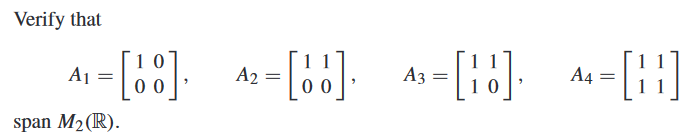 Verify that
A₁ = [1 0; 0 0], A₂ = [1 1; 0 0], A₃ = [1 1; 1 0], A₄ = [1 1; 1 1]
span M₂(ℝ).